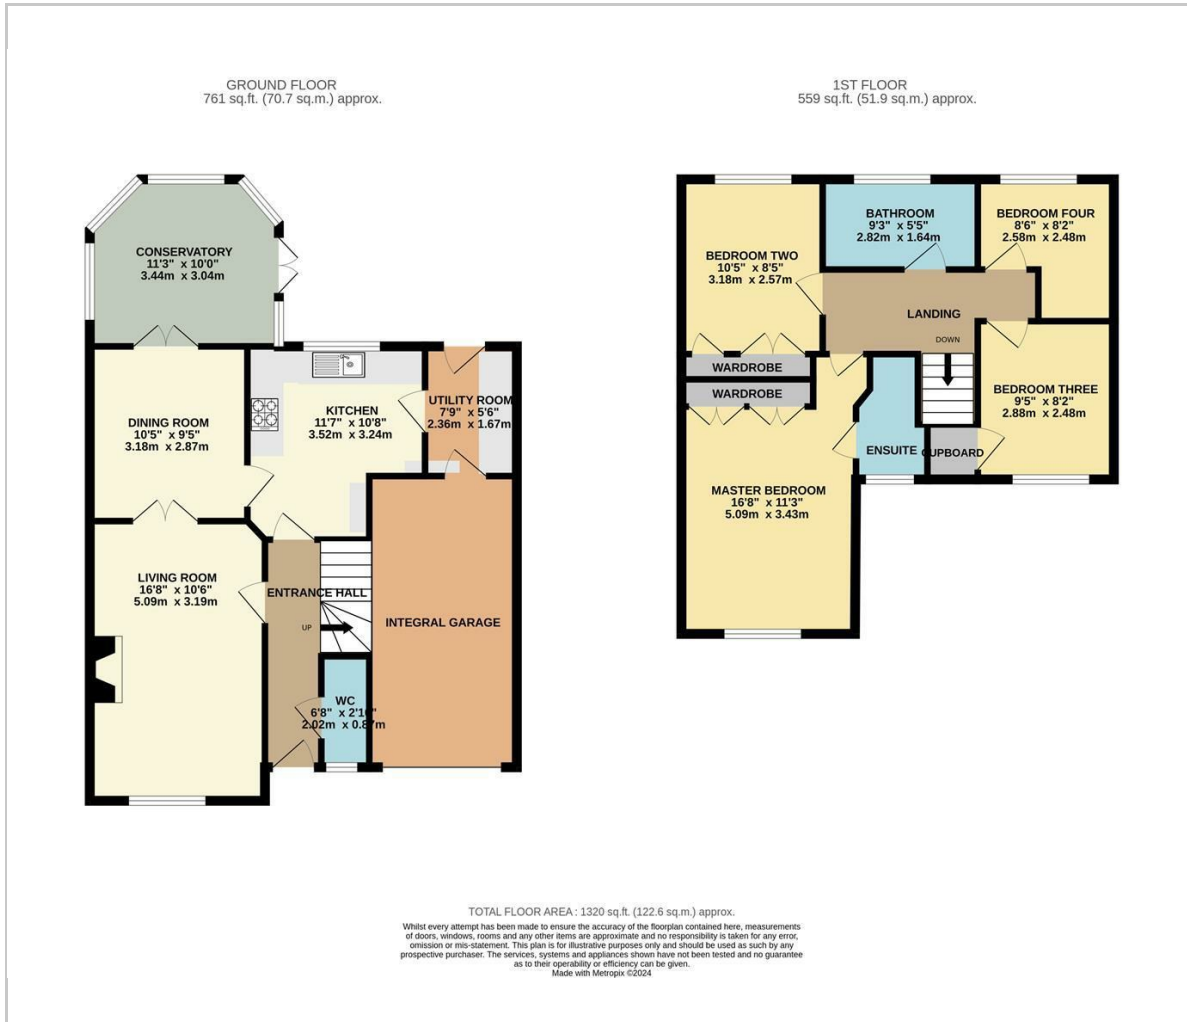 GROUND FLOOR
761 sq.ft. (70.7 sq.m.) approx.
CONSERVATORY
11'3" x 10'0"
3.44m x 3.04m
DINING ROOM
10'5" x 9'5"
3.18m x 2.87m
KITCHEN
11'7" x 10'8"
3.52m x 3.24m
UTILITY ROOM
7'9" x 5'6"
2.36m x 1.67m
LIVING ROOM
16'8" x 10'6"
5.09m x 3.19m
ENTRANCE HALL
UP
INTEGRAL GARAGE
WC
6'8" x 2'10"
2.02m x 0.87m
1ST FLOOR
559 sq.ft. (51.9 sq.m.) approx.
BEDROOM TWO
10'5" x 8'5"
3.18m x 2.57m
BATHROOM
9'3" x 5'5"
2.82m x 1.64m
BEDROOM FOUR
8'6" x 8'2"
2.58m x 2.48m
LANDING
DOWN
WARDROBE
WARDROBE
BEDROOM THREE
9'5" x 8'2"
2.88m x 2.48m
ENSUITE
CUPBOARD
MASTER BEDROOM
16'8" x 11'3"
5.09m x 3.43m
TOTAL FLOOR AREA : 1320 sq.ft. (122.6 sq.m.) approx.
Whilst every attempt has been made to ensure the accuracy of the floorplan contained here, measurements
of doors, windows, rooms and any other items are approximate and no responsibility is taken for any error,
omission or mis-statement. This plan is for illustrative purposes only and should be used as such by any
prospective purchaser. The services, systems and appliances shown have not been tested and no guarantee
as to their operability or efficiency can be given.
Made with Metropix ©2024